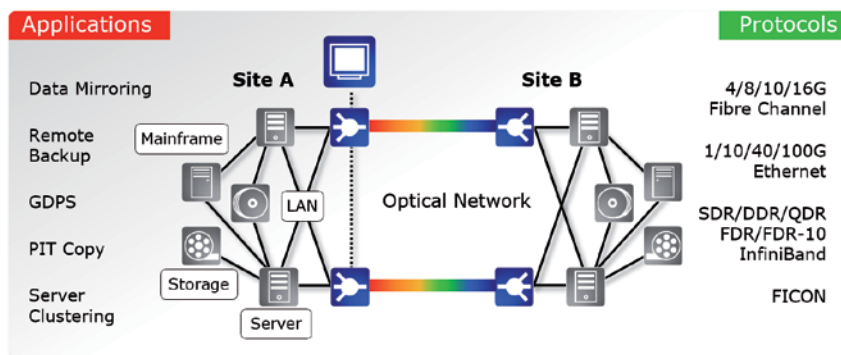 Applications
Protocols
Site A
Site B
Data Mirroring
Remote
Backup
GDPS
PIT Copy
Server
Clustering
Mainframe
LAN
Storage
Server
Optical Network
4/8/10/16G
Fibre Channel
1/10/40/100G
Ethernet
SDR/DDR/QDR
FDR/FDR-10
InfiniBand
FICON